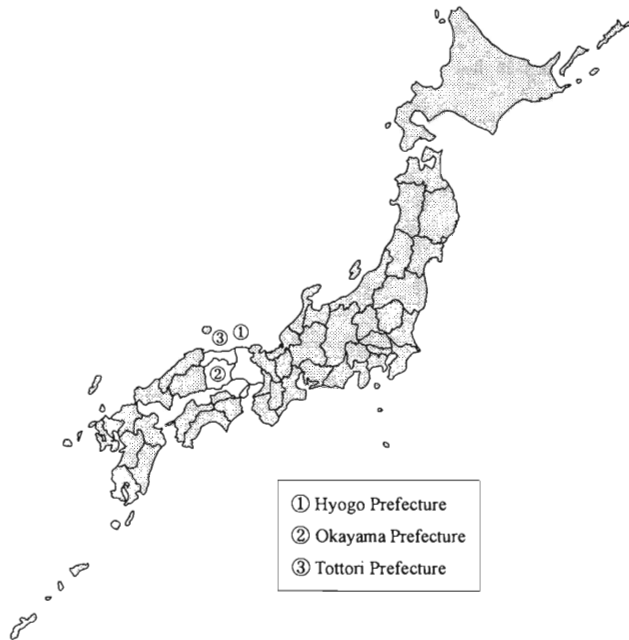 ③ ①
②
① Hyogo Prefecture
② Okayama Prefecture
③ Tottori Prefecture